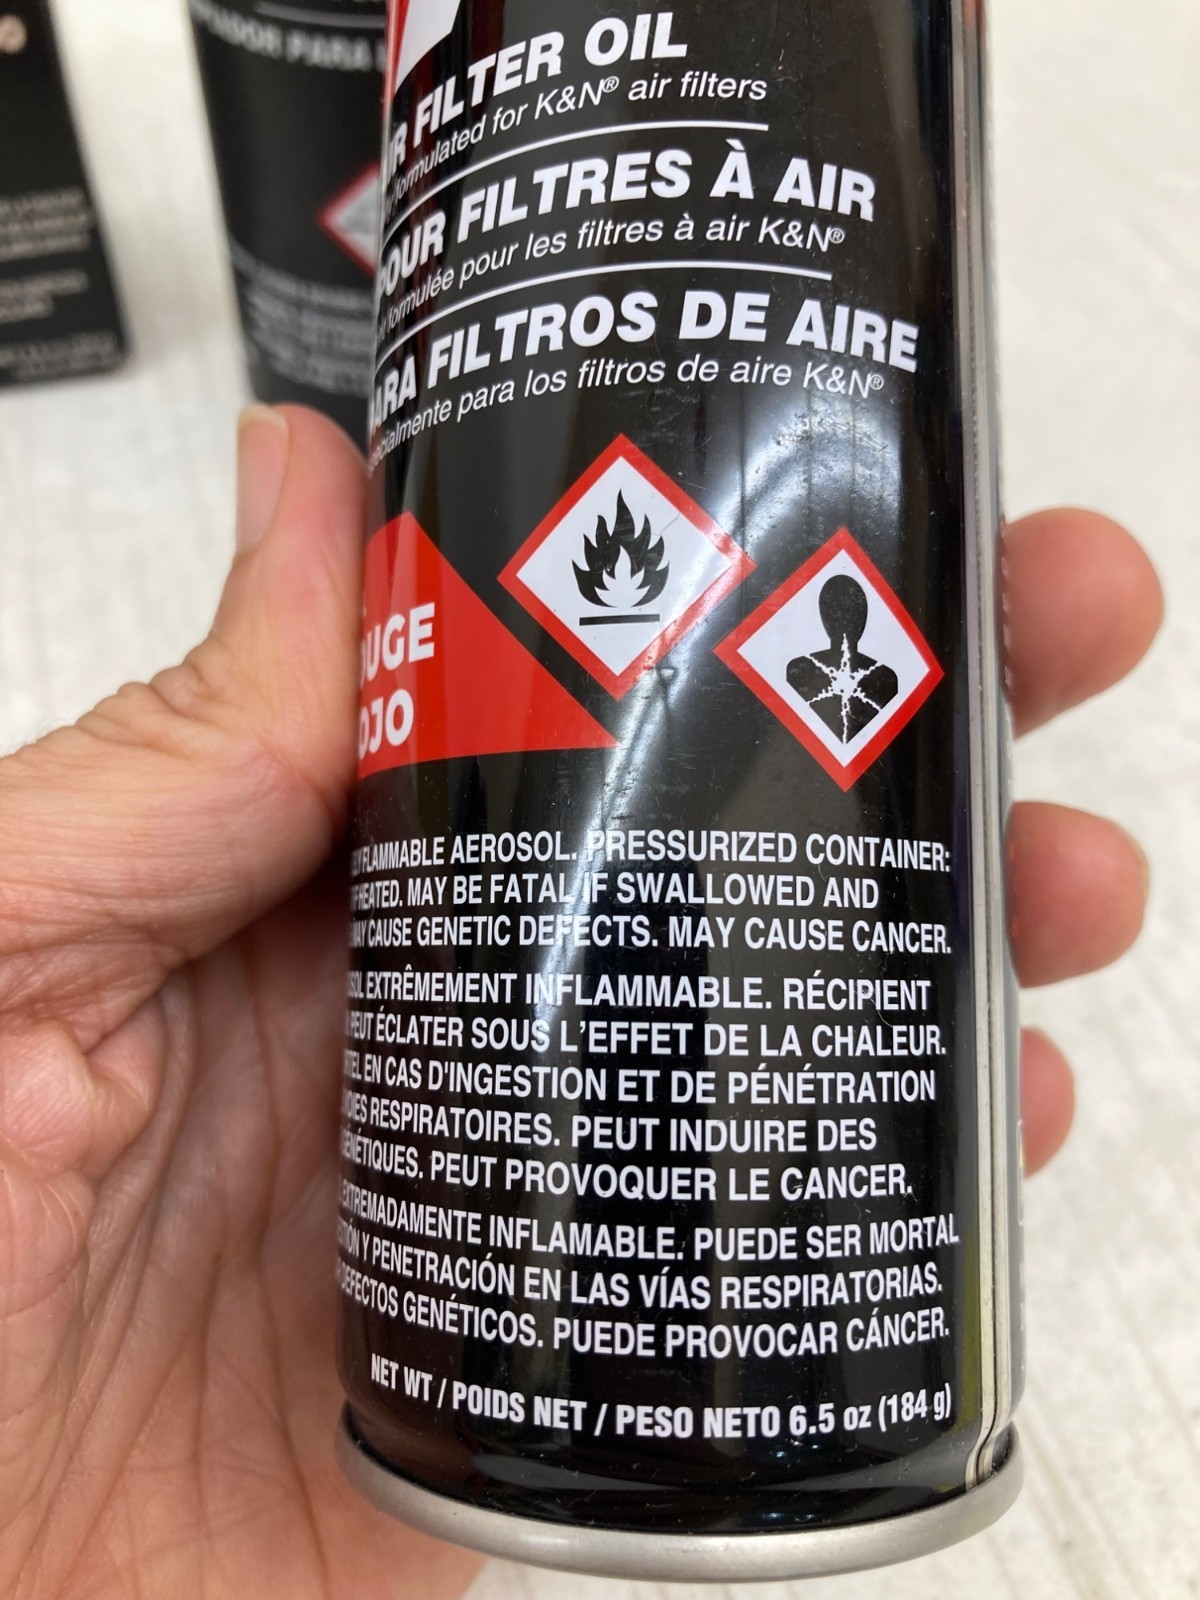 FILTER OIL
formulated for K&N® air filters
POUR FILTRES À AIR
formulée pour les filtres à air K&N®
PARA FILTROS DE AIRE
para los filtros de aire K&N®
FLAMMABLE AEROSOL. PRESSURIZED CONTAINER:
HEATED. MAY BE FATAL IF SWALLOWED AND
MAY CAUSE GENETIC DEFECTS. MAY CAUSE CANCER.
EXTRÊMEMENT INFLAMMABLE. RÉCIPIENT
PEUT ÉCLATER SOUS L'EFFET DE LA CHALEUR.
EN CAS D'INGESTION ET DE PÉNÉTRATION
RESPIRATOIRES. PEUT INDUIRE DES
PEUT PROVOQUER LE CANCER.
EXTREMADAMENTE INFLAMABLE. PUEDE SER MORTAL
Y PENETRACIÓN EN LAS VÍAS RESPIRATORIAS.
DEFECTOS GENÉTICOS. PUEDE PROVOCAR CÁNCER.
NET WT / POIDS NET / PESO NETO 6.5 oz (184 g)